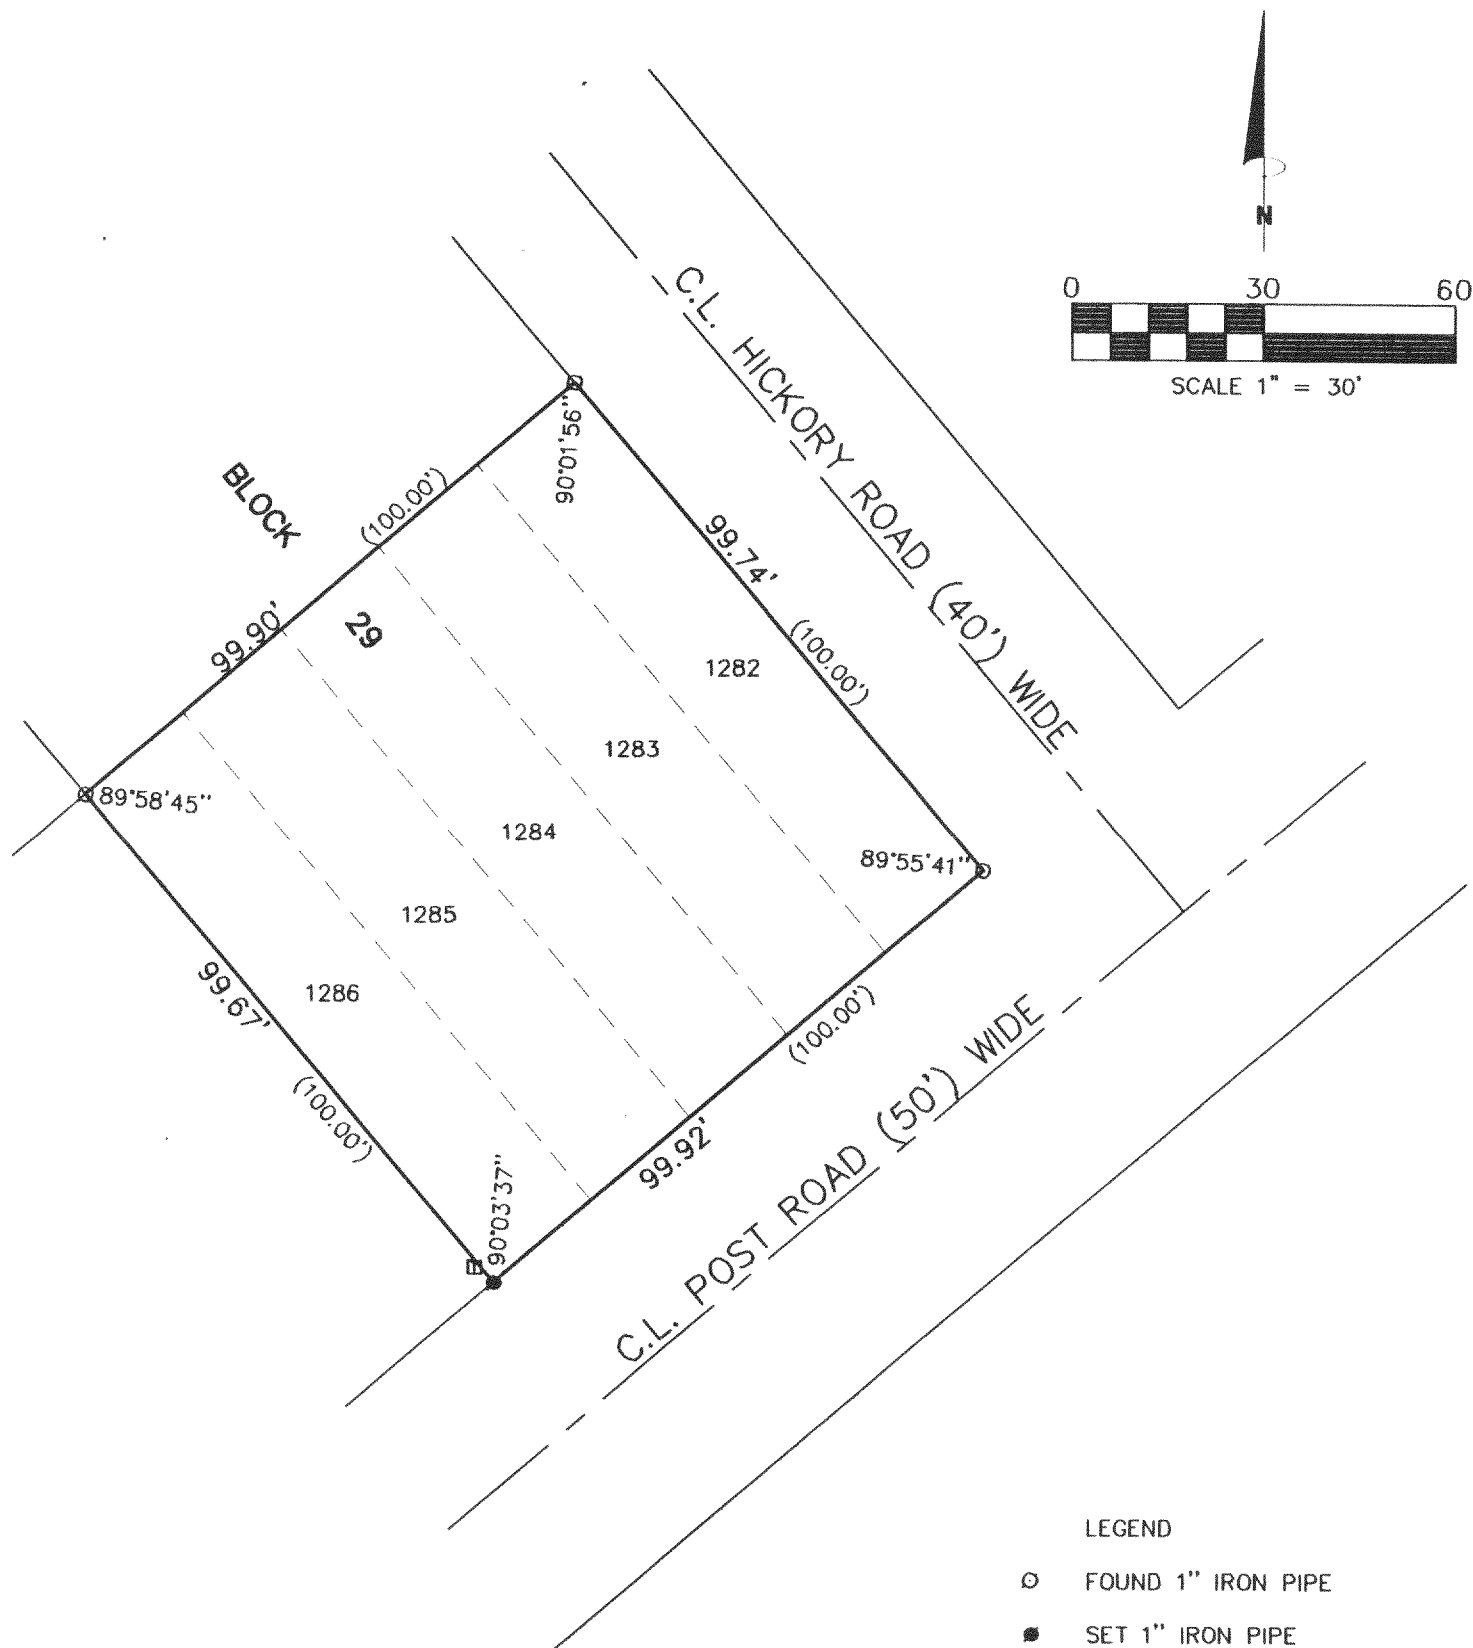 N
0 30 60
SCALE 1" = 30'
C.L. HICKORY ROAD (40') WIDE
BLOCK
29
(100.00')
99.90'
90°01'56"
99.74'
(100.00')
1282
1283
1284
1285
1286
89°58'45"
89°55'41"
99.67'
(100.00')
(100.00')
99.92'
90°03'37"
C.L. POST ROAD (50') WIDE
LEGEND
FOUND 1" IRON PIPE
SET 1" IRON PIPE